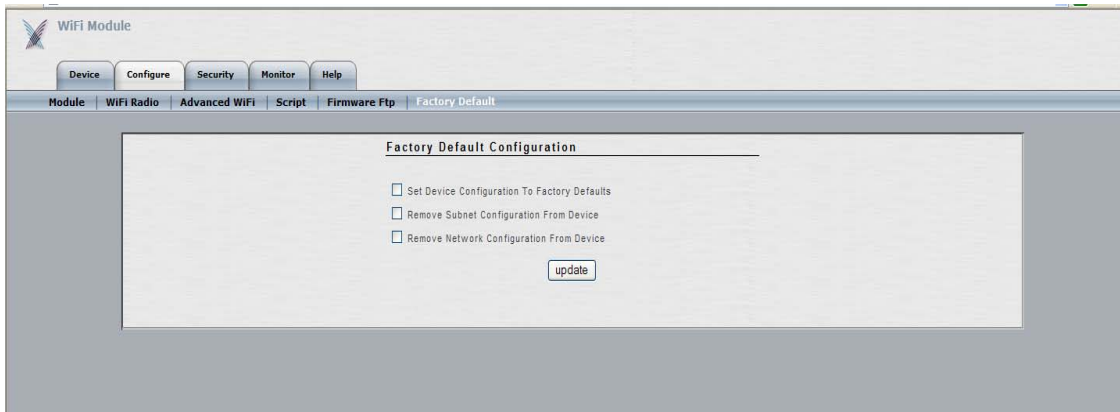 WiFi Module
Device Configure Security Monitor Help
Module WiFi Radio Advanced WiFi Script Firmware Ftp Factory Default
Factory Default Configuration
Set Device Configuration To Factory Defaults
Remove Subnet Configuration From Device
Remove Network Configuration From Device
update